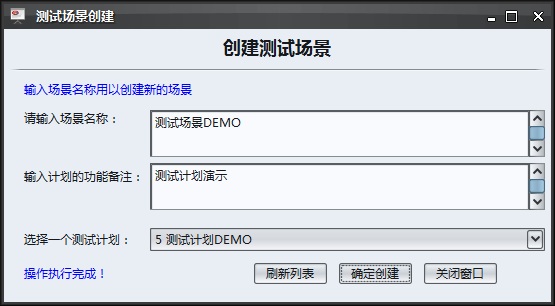 测试场景创建
创建测试场景
输入场景名称用以创建新的场景
请输入场景名称：
测试场景DEMO
输入计划的功能备注：
测试计划演示
选择一个测试计划：
5 测试计划DEMO
操作执行完成！
刷新列表
确定创建
关闭窗口